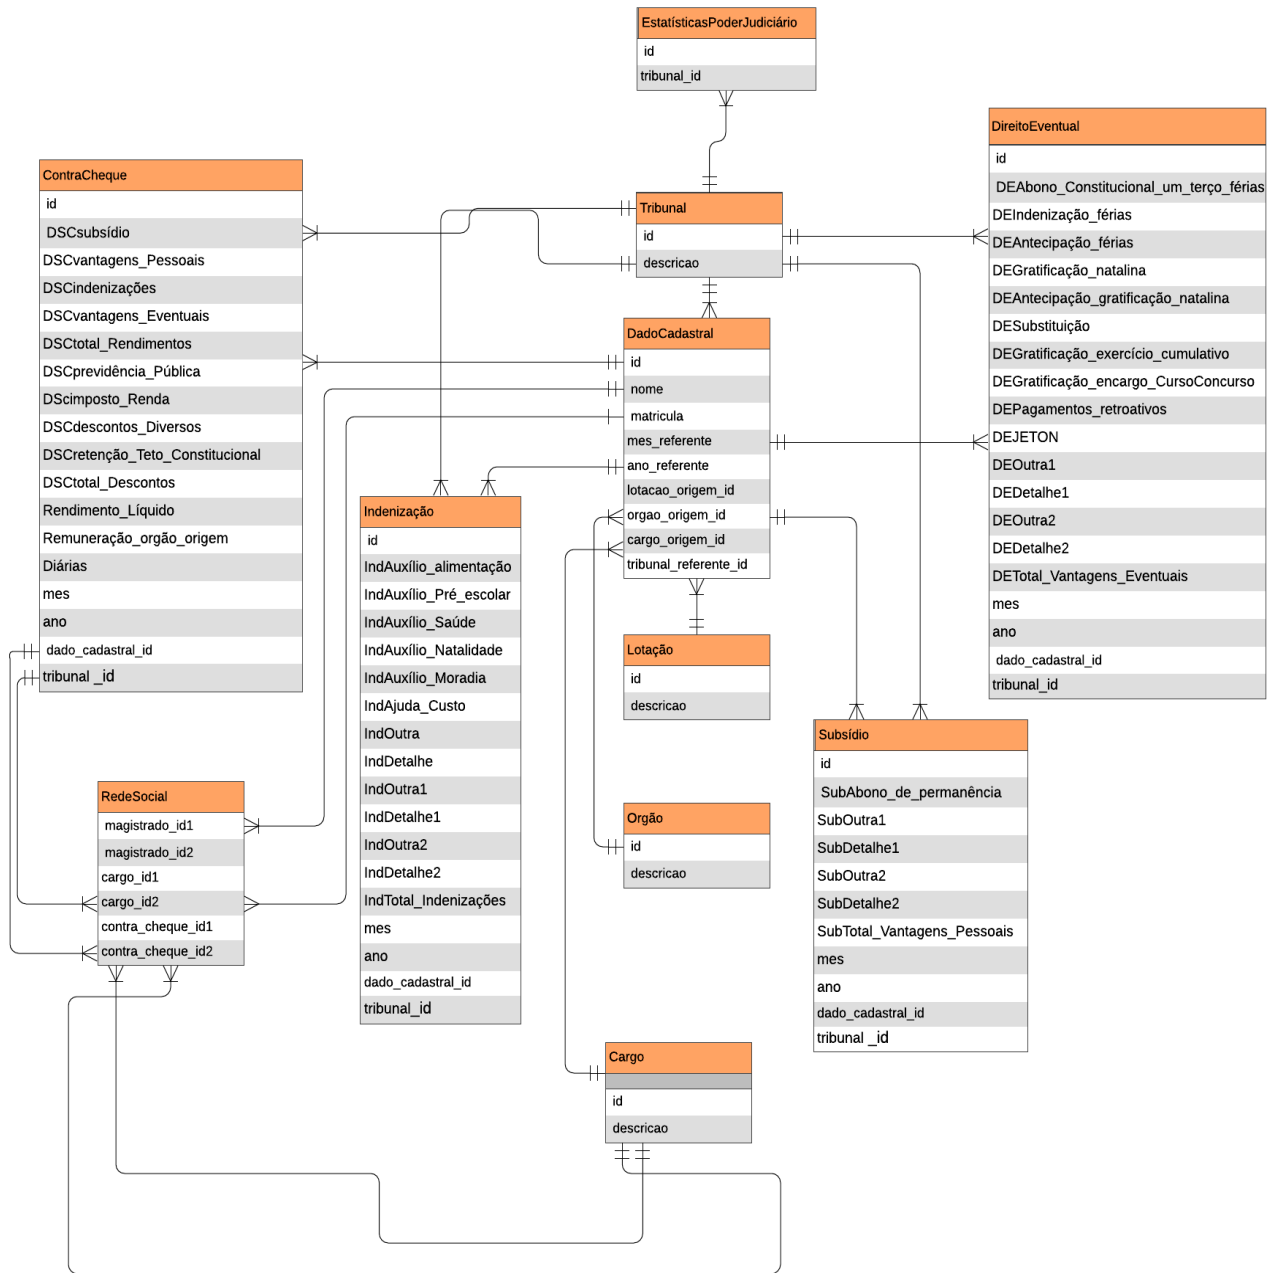 EstatísticasPoderJudiciário
id
tribunal_id
DireitoEventual
id
DEAbono_Constitucional_um_terço_férias
DEIndenização_férias
DEAntecipação_férias
DEGratificação_natalina
DEAntecipação_gratificação_natalina
DESubstituição
DEGratificação_exercício_cumulativo
DEGratificação_encargo_CursoConcurso
DEPagamentos_retroativos
DEJETON
DEOutra1
DEDetalhe1
DEOutra2
DEDetalhe2
DETotal_Vantagens_Eventuais
mes
ano
dado_cadastral_id
tribunal_id
ContraCheque
id
DSCsubsídio
DSCvantagens_Pessoais
DSCindenizações
DSCvantagens_Eventuais
DSCtotal_Rendimentos
DSCprevidência_Pública
DScimposto_Renda
DSCdescontos_Diversos
DSCretenção_Teto_Constitucional
DSCtotal_Descontos
Rendimento_Líquido
Remuneração_orgão_origem
Diárias
mes
ano
dado_cadastral_id
tribunal _id
Tribunal
id
descricao
DadoCadastral
id
nome
matricula
mes_referente
ano_referente
lotacao_origem_id
orgao_origem_id
cargo_origem_id
tribunal_referente_id
Indenização
id
IndAuxílio_alimentação
IndAuxílio_Pré_escolar
IndAuxílio_Saúde
IndAuxílio_Natalidade
IndAuxílio_Moradia
IndAjuda_Custo
IndOutra
IndDetalhe
IndOutra1
IndDetalhe1
IndOutra2
IndDetalhe2
IndTotal_Indenizações
mes
ano
dado_cadastral_id
tribunal_id
Lotação
id
descricao
Subsídio
id
SubAbono_de_permanência
SubOutra1
SubDetalhe1
SubOutra2
SubDetalhe2
SubTotal_Vantagens_Pessoais
mes
ano
dado_cadastral_id
tribunal _id
RedeSocial
magistrado_id1
magistrado_id2
cargo_id1
cargo_id2
contra_cheque_id1
contra_cheque_id2
Orgão
id
descricao
Cargo
id
descricao